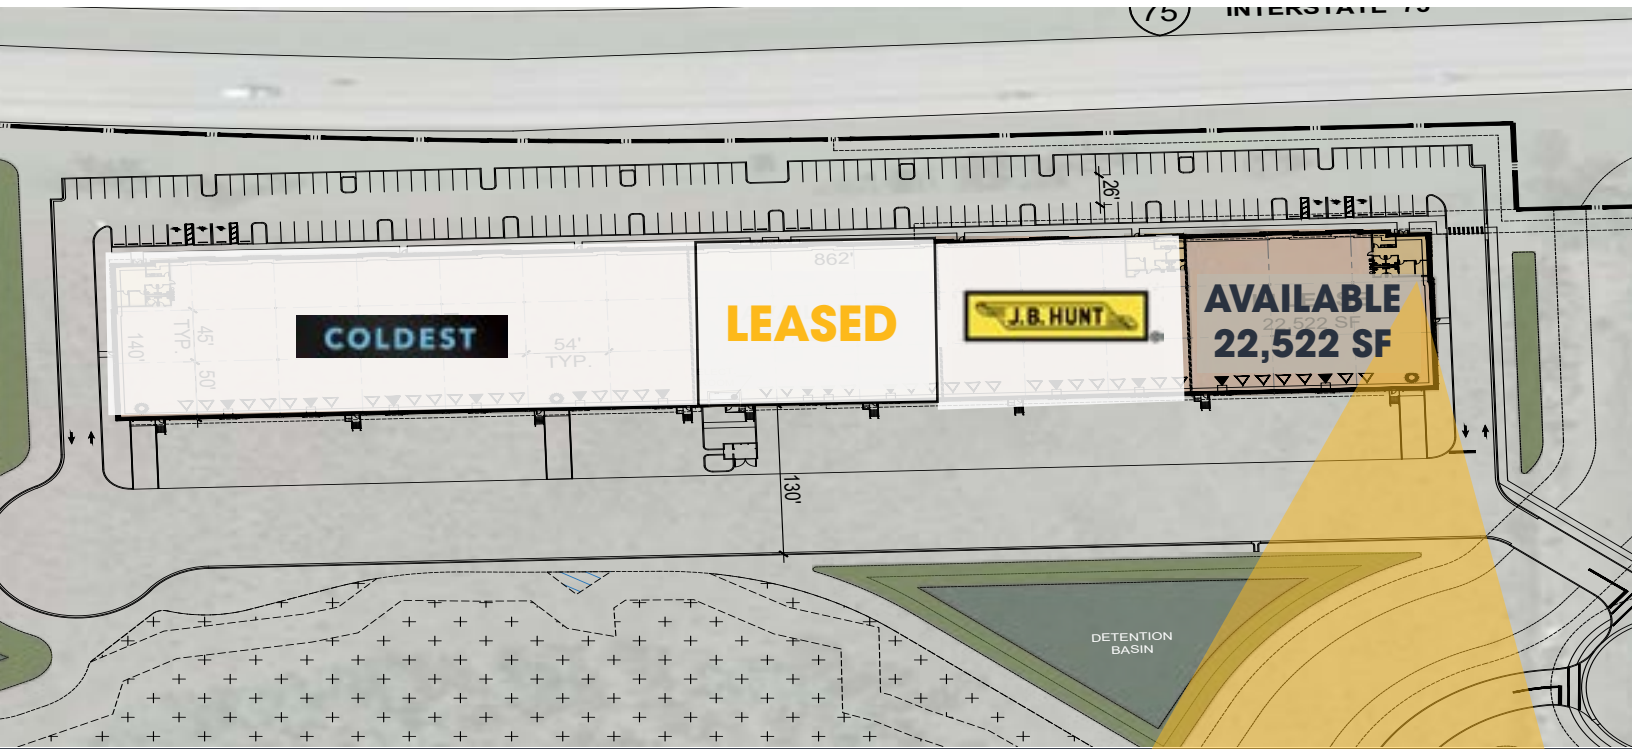 75
INTERSTATE 75
26'
862'
COLDEST
LEASED
J.B. HUNT
AVAILABLE
22,522 SF
22,522 SF
140'
45'
TYP.
50'
54'
TYP.
130'
DETENTION
BASIN